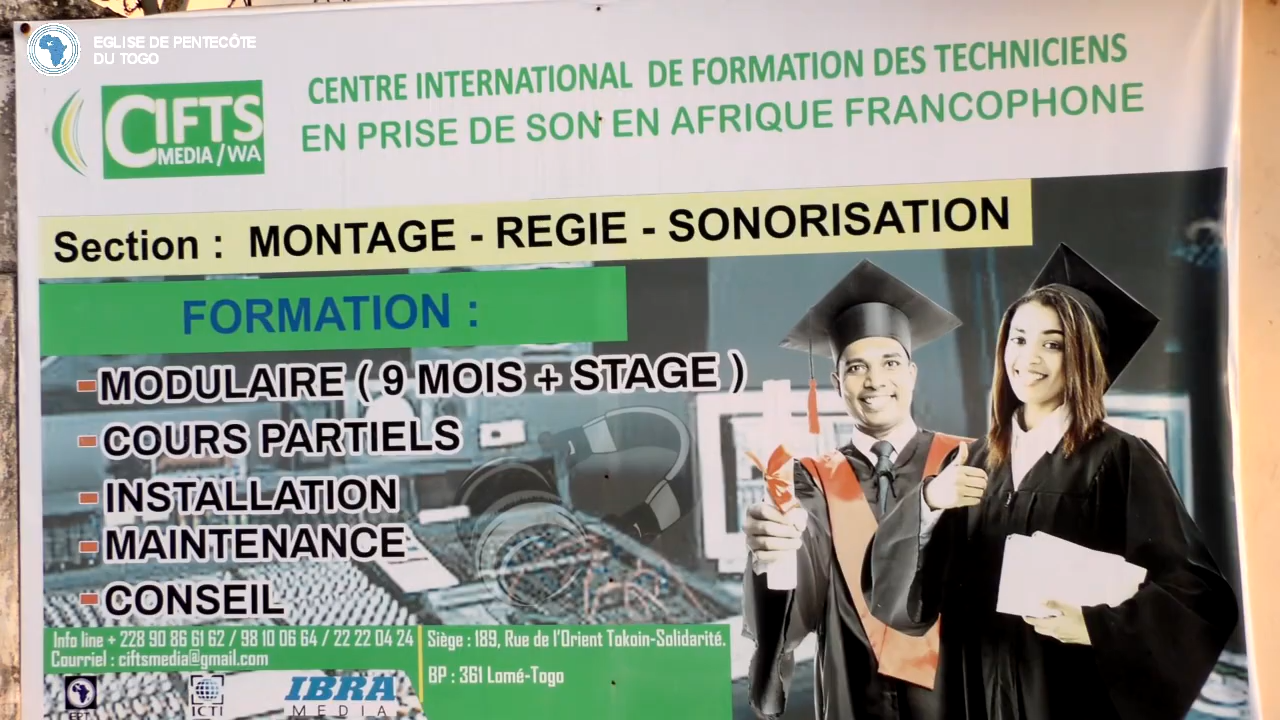 EGLISE DE PENTECÔTE
DU TOGO
CIFTS
MEDIA/WA
CENTRE INTERNATIONAL DE FORMATION DES TECHNICIENS
EN PRISE DE SON EN AFRIQUE FRANCOPHONE
Section : MONTAGE - REGIE - SONORISATION
FORMATION :
-MODULAIRE ( 9 MOIS + STAGE )
-COURS PARTIELS
-INSTALLATION
-MAINTENANCE
-CONSEIL
Info line + 228 90 86 61 62 / 98 10 06 64 / 22 22 04 24
Courriel : ciftsmedia@gmail.com
Siège : 189, Rue de l'Orient Tokoin-Solidarité.
BP : 361 Lomé-Togo
EPT
ICTI
IBRA
MEDIA